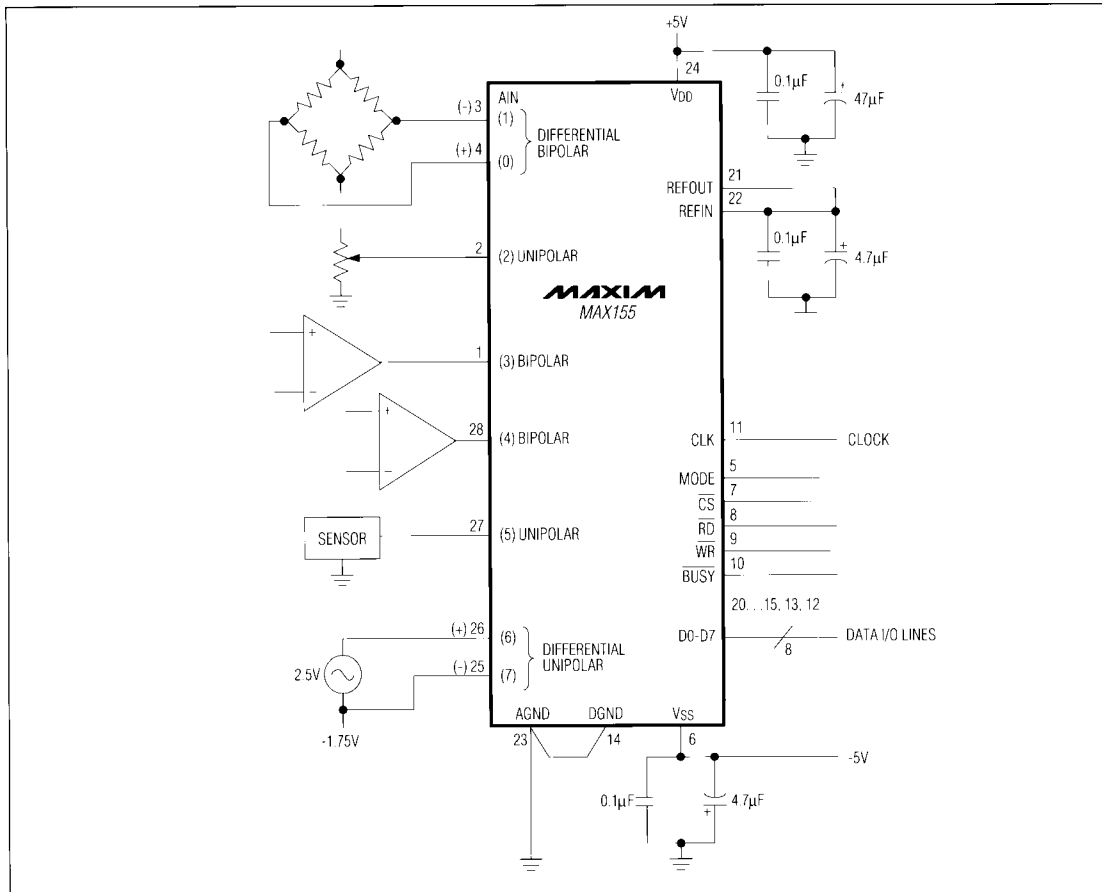 +5V
24
VDD
0.1µF
+
47µF
AIN
(-) 3
(1)
DIFFERENTIAL
BIPOLAR
(+) 4
(0)
REFOUT
21
REFIN
22
0.1µF
+
4.7µF
2
(2) UNIPOLAR
MAXIM
MAX155
+
−
1
(3) BIPOLAR
+
−
28
(4) BIPOLAR
CLK
11
CLOCK
MODE
5
CS
7
RD
8
WR
9
BUSY
10
SENSOR
27
(5) UNIPOLAR
20. . .15, 13, 12
D0-D7
8
DATA I/O LINES
(+) 26
(6)
DIFFERENTIAL
UNIPOLAR
2.5V
(-) 25
(7)
-1.75V
AGND
23
DGND
14
VSS
6
-5V
0.1µF
4.7µF
+